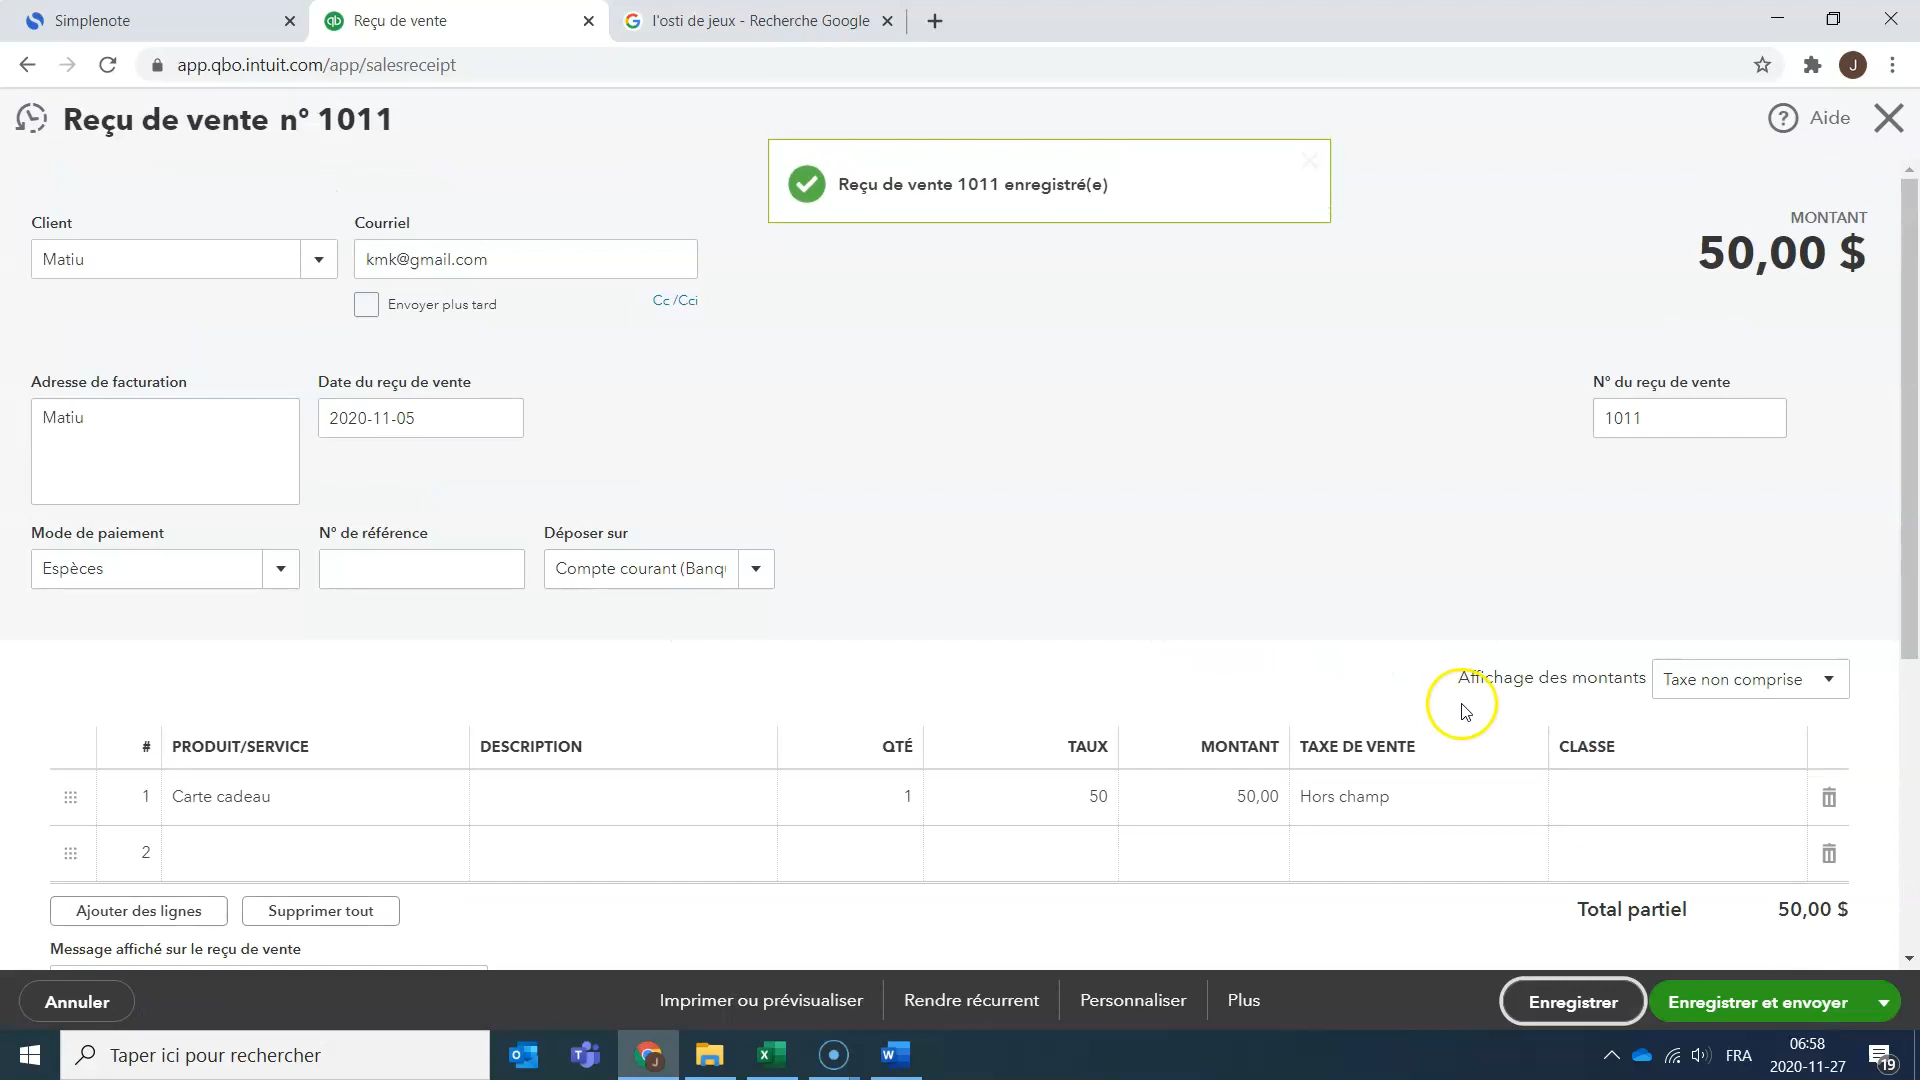 Simplenote
Reçu de vente
l'osti de jeux - Recherche Google
app.qbo.intuit.com/app/salesreceipt
J
Reçu de vente n° 1011
Aide
Reçu de vente 1011 enregistré(e)
MONTANT
50,00 $
Client
Courriel
Matiu
kmk@gmail.com
Envoyer plus tard
Cc /Cci
Adresse de facturation
Date du reçu de vente
N° du reçu de vente
Matiu
2020-11-05
1011
Mode de paiement
N° de référence
Déposer sur
Espèces
Compte courant (Banqu
Affichage des montants
Taxe non comprise
# PRODUIT/SERVICE DESCRIPTION QTÉ TAUX MONTANT TAXE DE VENTE CLASSE
1 Carte cadeau 1 50 50,00 Hors champ
2
Ajouter des lignes
Supprimer tout
Total partiel 50,00 $
Message affiché sur le reçu de vente
Annuler
Imprimer ou prévisualiser
Rendre récurrent
Personnaliser
Plus
Enregistrer
Enregistrer et envoyer
Taper ici pour rechercher
FRA
06:58
2020-11-27
19